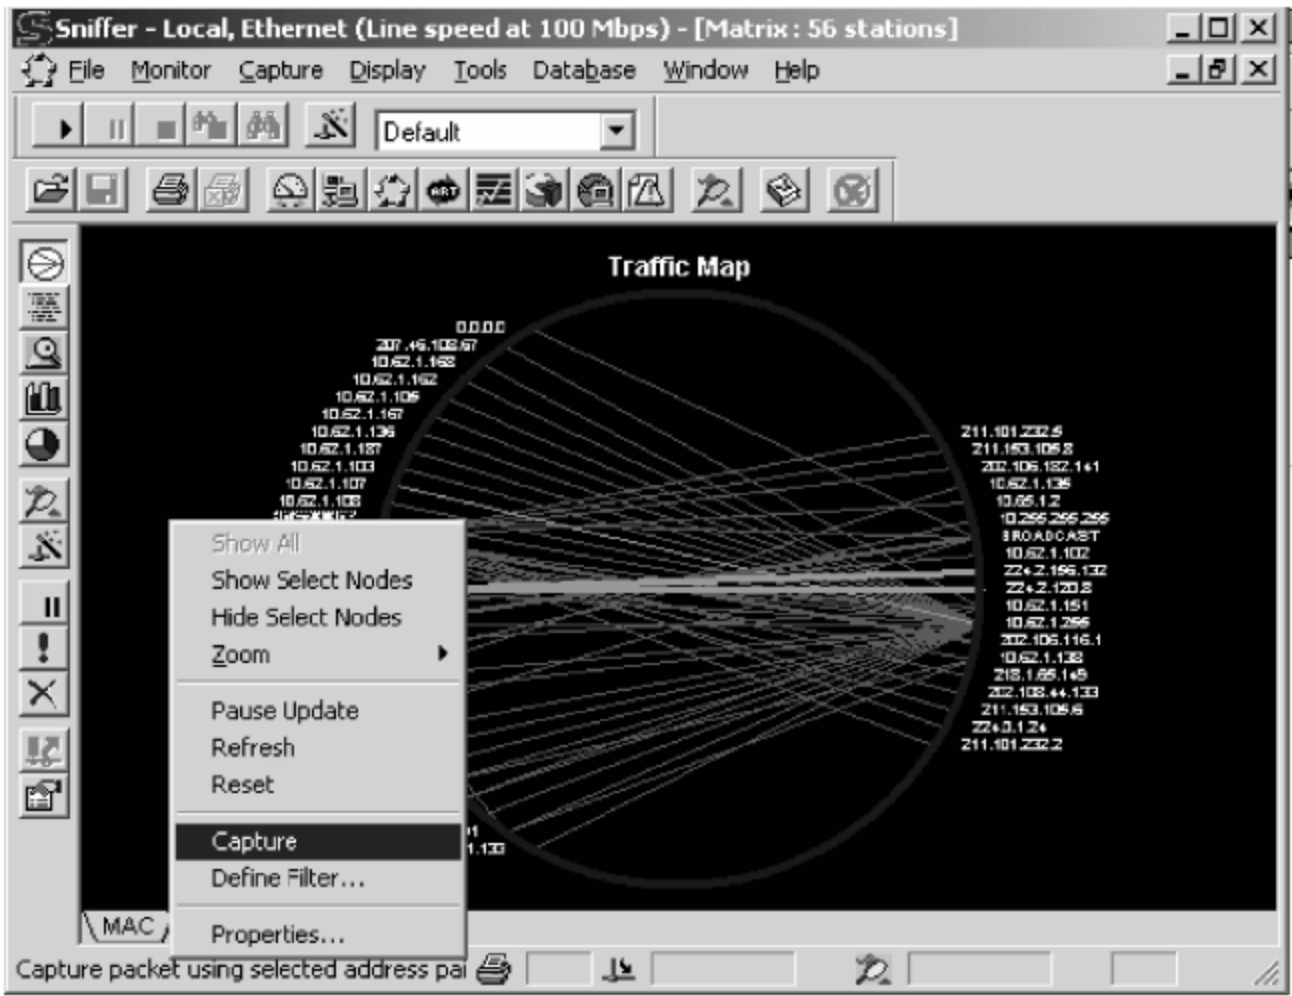 Sniffer - Local, Ethernet (Line speed at 100 Mbps) - [Matrix : 56 stations]
File Monitor Capture Display Tools Database Window Help
Default
Traffic Map
0.0.0.0
207.46.108.67
10.62.1.168
10.62.1.162
10.62.1.105
10.62.1.167
10.62.1.136
10.62.1.187
10.62.1.103
10.62.1.107
10.62.1.108
211.101.232.5
211.153.105.8
202.106.182.141
10.62.1.135
10.65.1.2
10.255.255.255
BROADCAST
10.62.1.102
224.2.156.132
224.2.120.8
10.62.1.151
10.62.1.255
202.106.116.1
10.62.1.138
218.1.65.149
202.108.44.133
211.153.105.6
224.0.1.24
211.101.232.2
Show All
Show Select Nodes
Hide Select Nodes
Zoom
Pause Update
Refresh
Reset
Capture
Define Filter...
Properties...
1.133
MAC
Capture packet using selected address pai